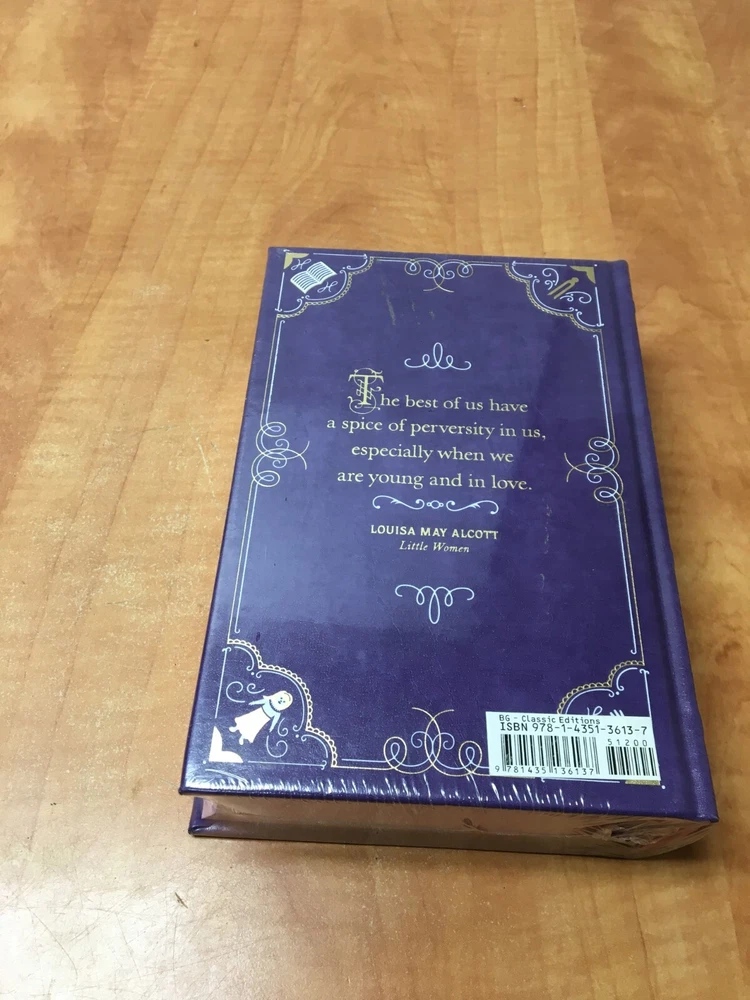 The best of us have
a spice of perversity in us,
especially when we
are young and in love.
LOUISA MAY ALCOTT
Little Women
BG - Classic Editions
ISBN 978-1-4351-3613-7
51200
9 781435 136137